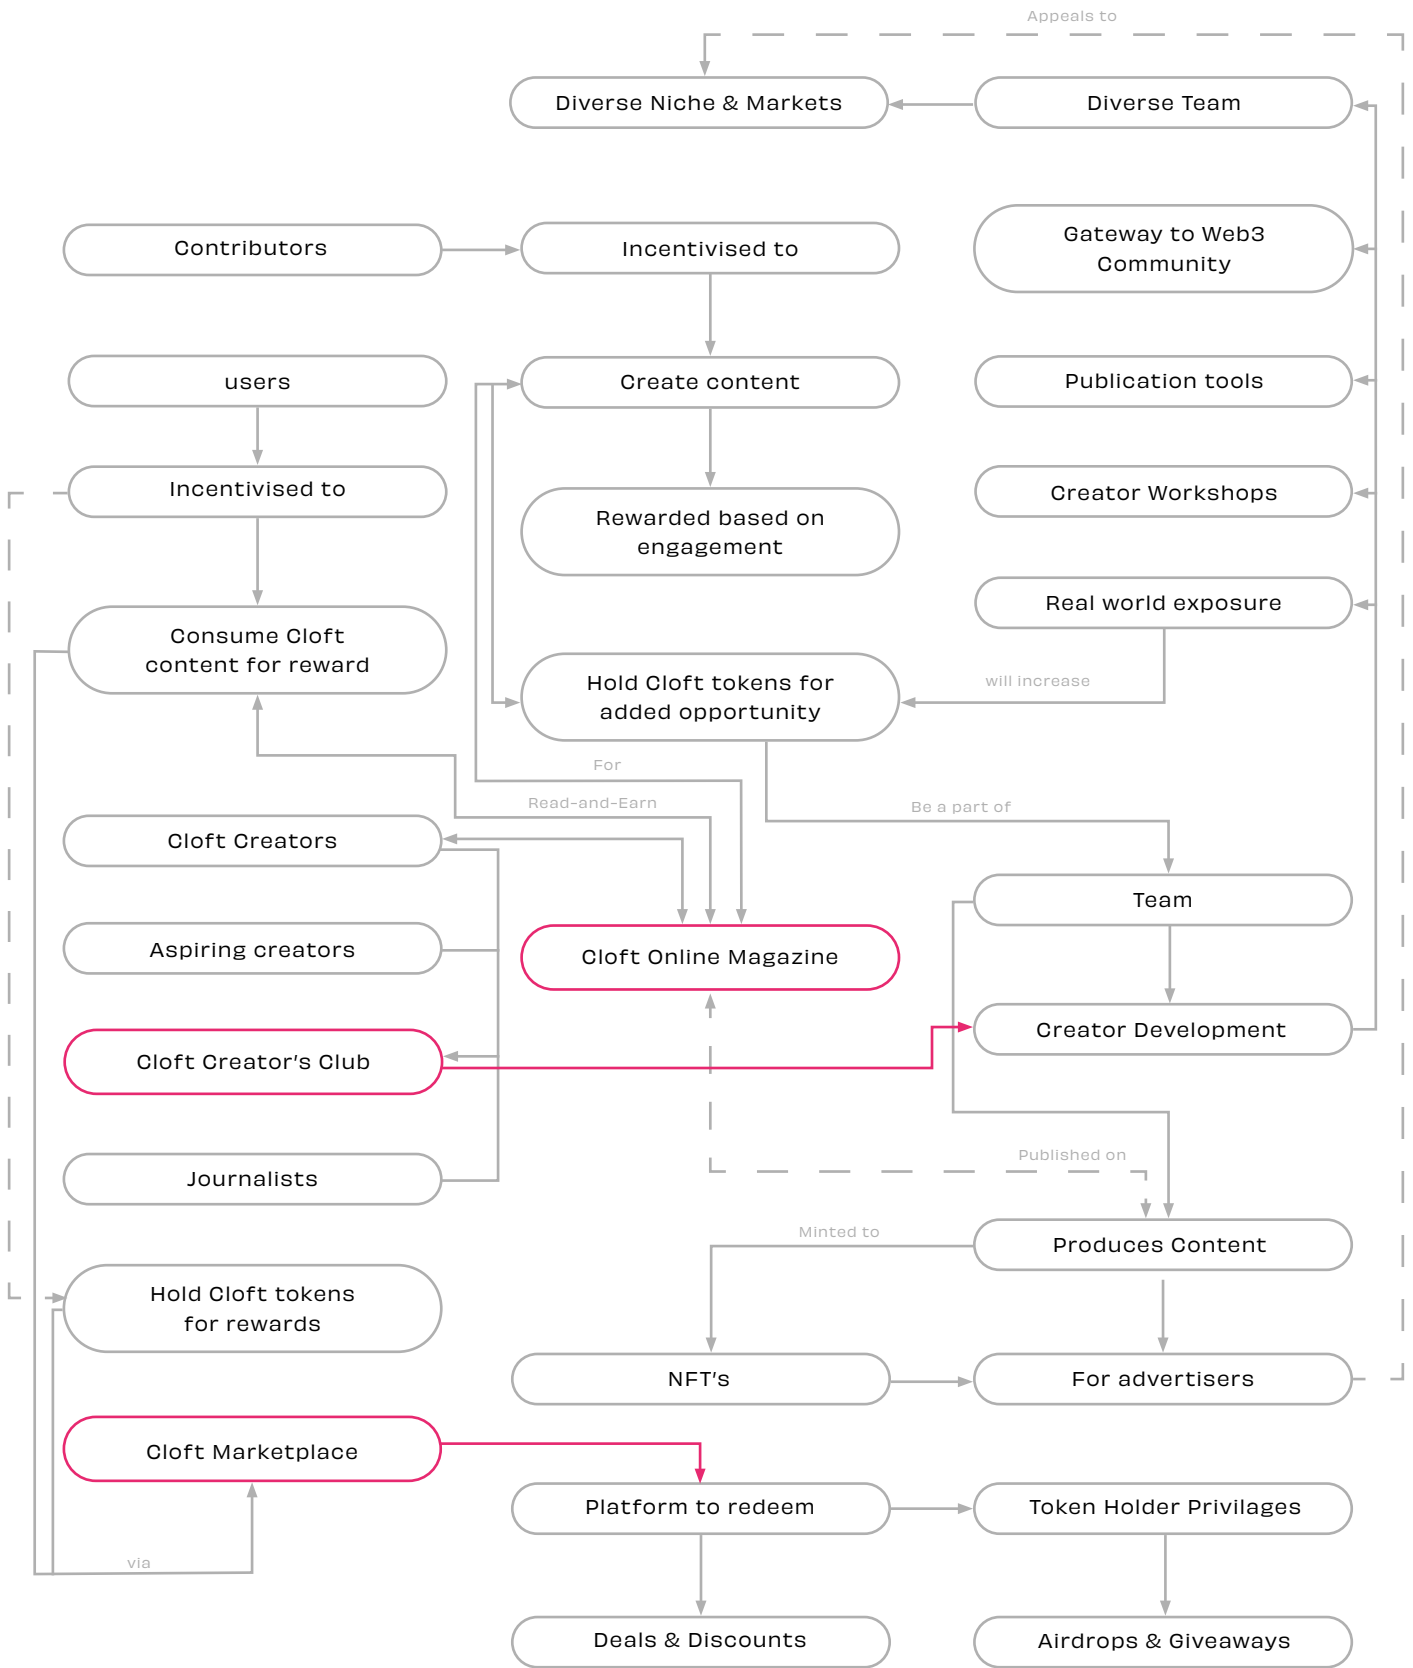 Appeals to
Diverse Niche & Markets
Diverse Team
Contributors
Incentivised to
Gateway to Web3
Community
users
Create content
Publication tools
Incentivised to
Rewarded based on
engagement
Creator Workshops
Real world exposure
Consume Cloft
content for reward
Hold Cloft tokens for
added opportunity
will increase
For
Read-and-Earn
Be a part of
Cloft Creators
Team
Aspiring creators
Cloft Online Magazine
Creator Development
Cloft Creator's Club
Published on
Journalists
Minted to
Produces Content
Hold Cloft tokens
for rewards
NFT's
For advertisers
Cloft Marketplace
Platform to redeem
Token Holder Privilages
via
Deals & Discounts
Airdrops & Giveaways